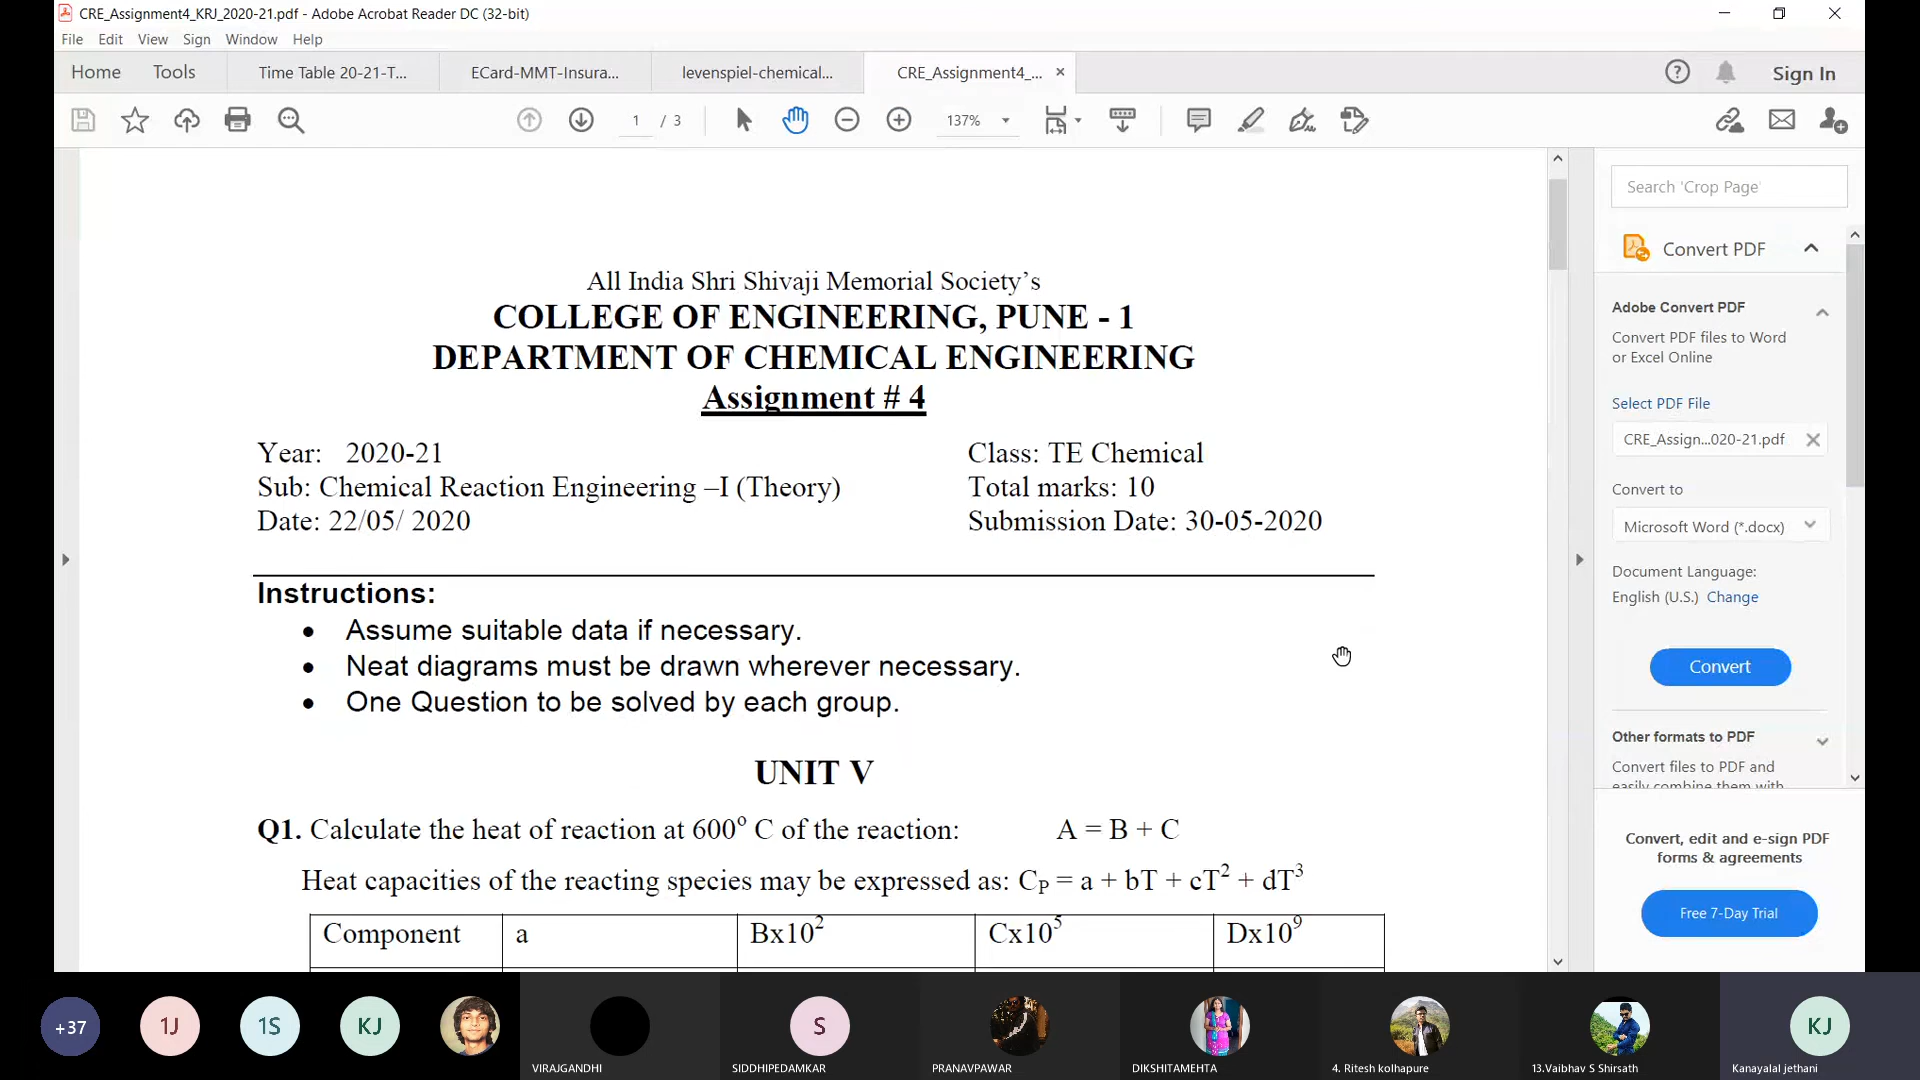 CRE_Assignment4_KRJ_2020-21.pdf - Adobe Acrobat Reader DC (32-bit)
File Edit View Sign Window Help
Home Tools Time Table 20-21-T... ECard-MMT-Insura... levenspiel-chemical... CRE_Assignment4_... Sign In
1 / 3 137%
All India Shri Shivaji Memorial Society's
COLLEGE OF ENGINEERING, PUNE - 1
DEPARTMENT OF CHEMICAL ENGINEERING
Assignment # 4
Year: 2020-21 Class: TE Chemical
Sub: Chemical Reaction Engineering –I (Theory) Total marks: 10
Date: 22/05/ 2020 Submission Date: 30-05-2020
Instructions:
• Assume suitable data if necessary.
• Neat diagrams must be drawn wherever necessary.
• One Question to be solved by each group.
UNIT V
Q1. Calculate the heat of reaction at 600° C of the reaction: A = B + C
Heat capacities of the reacting species may be expressed as: Cₚ = a + bT + cT² + dT³
Component a Bx10² Cx10⁵ Dx10⁹
Search 'Crop Page'
Convert PDF
Adobe Convert PDF
Convert PDF files to Word
or Excel Online
Select PDF File
CRE_Assign...020-21.pdf
Convert to
Microsoft Word (*.docx)
Document Language:
English (U.S.) Change
Convert
Other formats to PDF
Convert files to PDF and
easily combine them with
Convert, edit and e-sign PDF
forms & agreements
Free 7-Day Trial
+37 1J 1S KJ S KJ
VIRAJGANDHI SIDDHIPEDAMKAR PRANAVPAWAR DIKSHITAMEHTA 4. Ritesh kolhapure 13.Vaibhav S Shirsath Kanayalal jethani